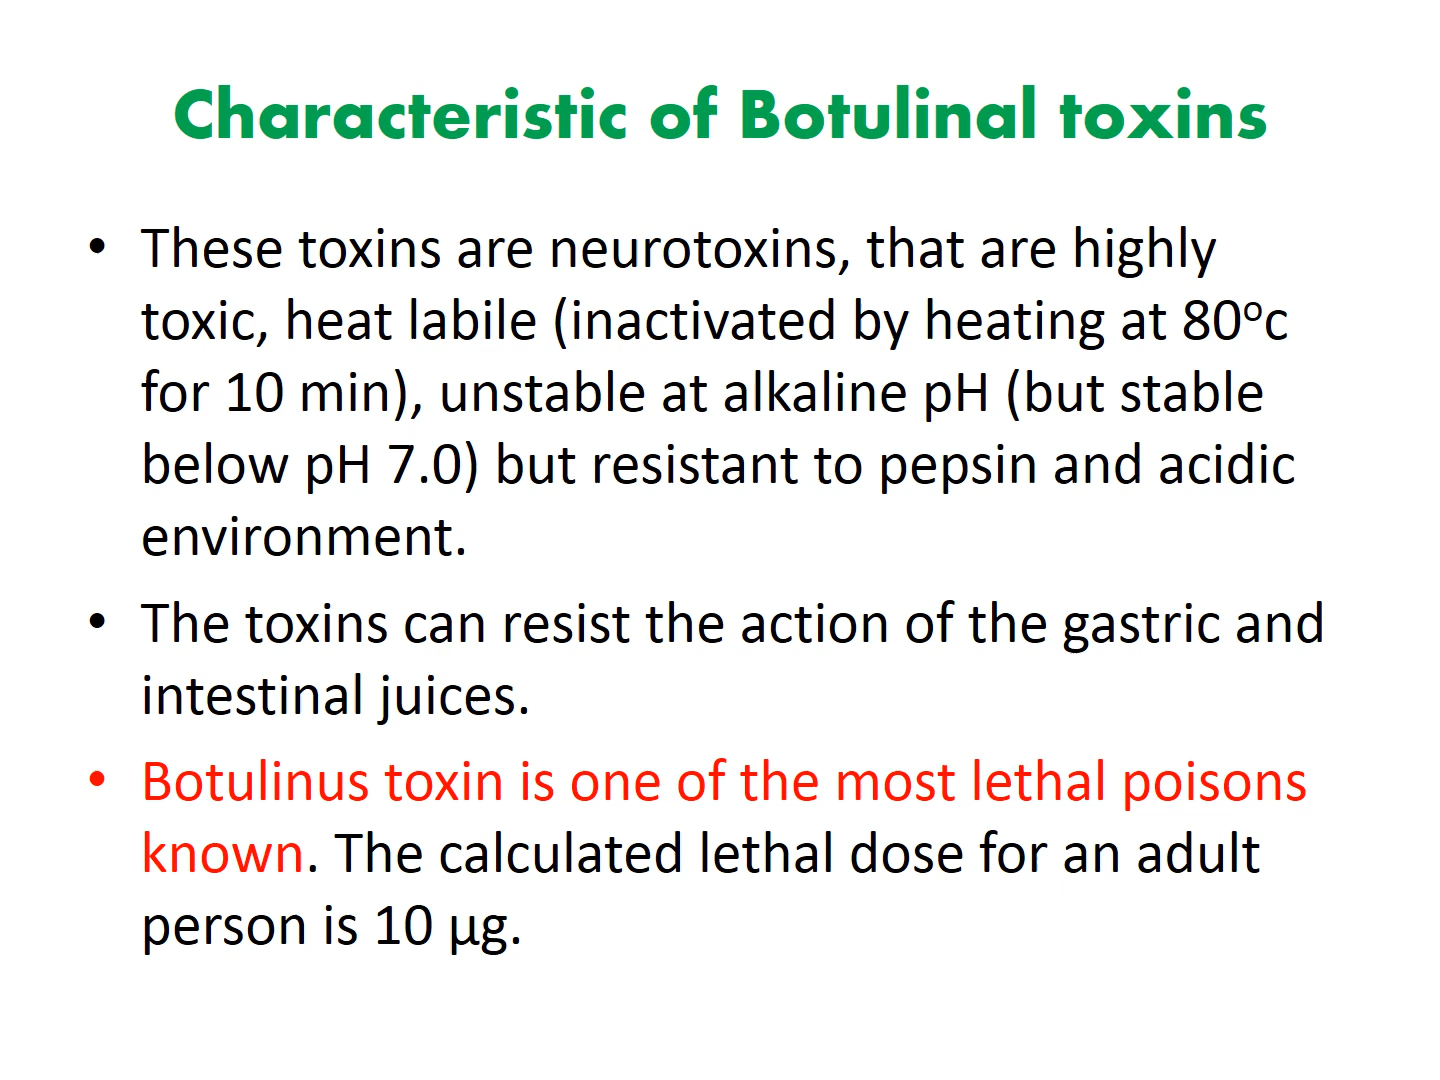 Characteristic of Botulinal toxins
• These toxins are neurotoxins, that are highly
toxic, heat labile (inactivated by heating at 80ᵒc
for 10 min), unstable at alkaline pH (but stable
below pH 7.0) but resistant to pepsin and acidic
environment.
• The toxins can resist the action of the gastric and
intestinal juices.
• Botulinus toxin is one of the most lethal poisons
known. The calculated lethal dose for an adult
person is 10 µg.